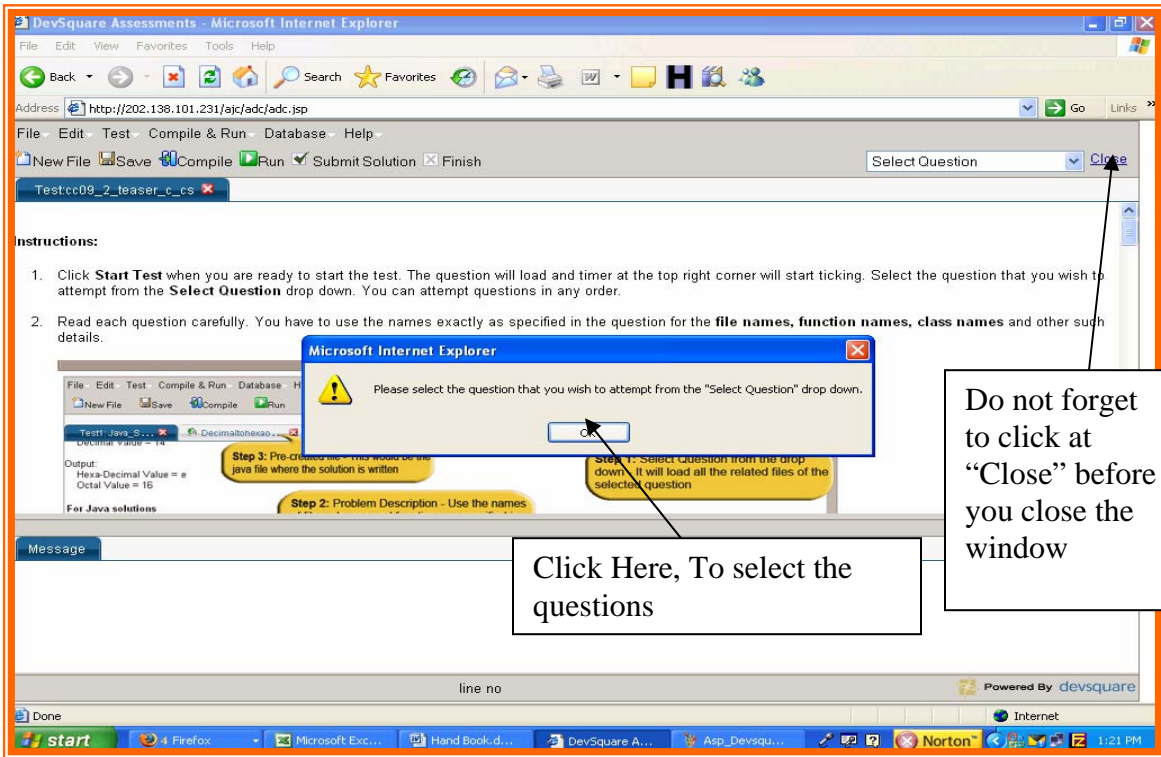 DevSquare Assessments - Microsoft Internet Explorer
File Edit View Favorites Tools Help
Back Search Favorites
Address http://202.138.101.231/ajc/adc/adc.jsp Go Links »
File Edit Test Compile & Run Database Help
New File Save Compile Run Submit Solution Finish Select Question Close
Test:cc09_2_teaser_c_cs
Instructions:
1. Click Start Test when you are ready to start the test. The question will load and timer at the top right corner will start ticking. Select the question that you wish to
attempt from the Select Question drop down. You can attempt questions in any order.
2. Read each question carefully. You have to use the names exactly as specified in the question for the file names, function names, class names and other such
details.
Microsoft Internet Explorer
Please select the question that you wish to attempt from the "Select Question" drop down.
OK
File Edit Test Compile & Run Database H
New File Save Compile Run
Test1:Java_S... Decimaltohexao...
Decimal Value = 14
Output:
Hexa-Decimal Value = e
Octal Value = 16
For Java solutions
Step 3: Pre-created file - This would be the
java file where the solution is written
Step 1: Select Question from the drop
down - It will load all the related files of the
selected question
Step 2: Problem Description - Use the names
Do not forget
to click at
“Close” before
you close the
window
Click Here, To select the
questions
Message
line no
Powered By devsquare
Done Internet
start 4 Firefox Microsoft Exc... Hand Book.d... DevSquare A... Asp_Devsqu... Norton™ 1:21 PM